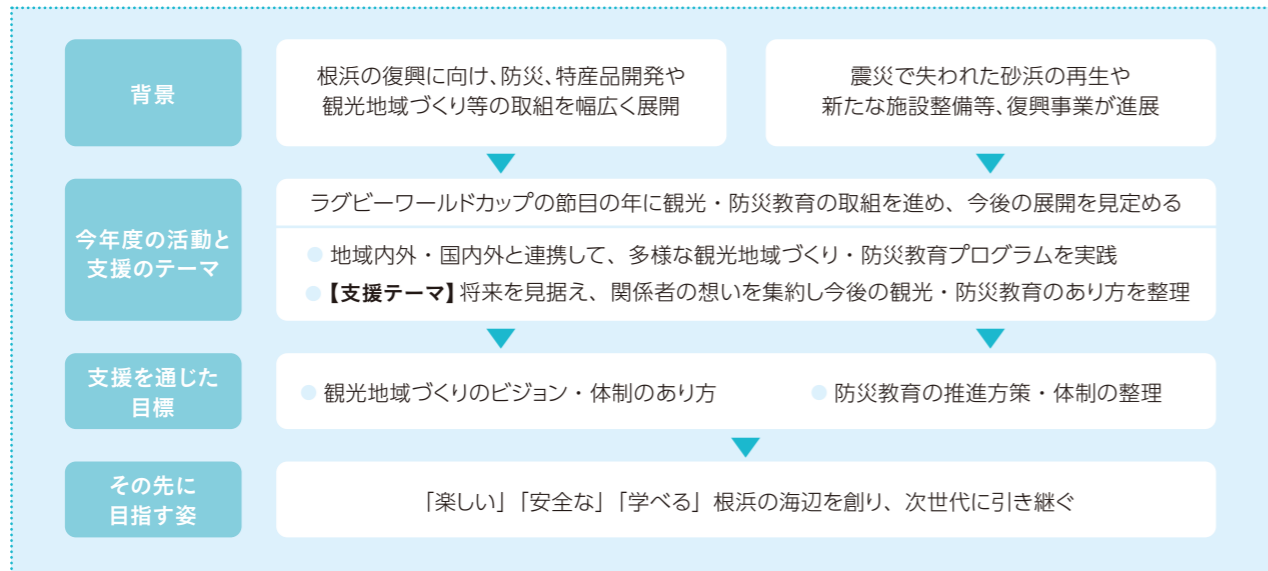 背景
根浜の復興に向け、防災、特産品開発や
観光地域づくり等の取組を幅広く展開
震災で失われた砂浜の再生や
新たな施設整備等、復興事業が進展
今年度の活動と
支援のテーマ
ラグビーワールドカップの節目の年に観光・防災教育の取組を進め、今後の展開を見定める
● 地域内外・国内外と連携して、多様な観光地域づくり・防災教育プログラムを実践
● 【支援テーマ】将来を見据え、関係者の想いを集約し今後の観光・防災教育のあり方を整理
支援を通じた
目標
● 観光地域づくりのビジョン・体制のあり方
● 防災教育の推進方策・体制の整理
その先に
目指す姿
「楽しい」「安全な」「学べる」根浜の海辺を創り、次世代に引き継ぐ